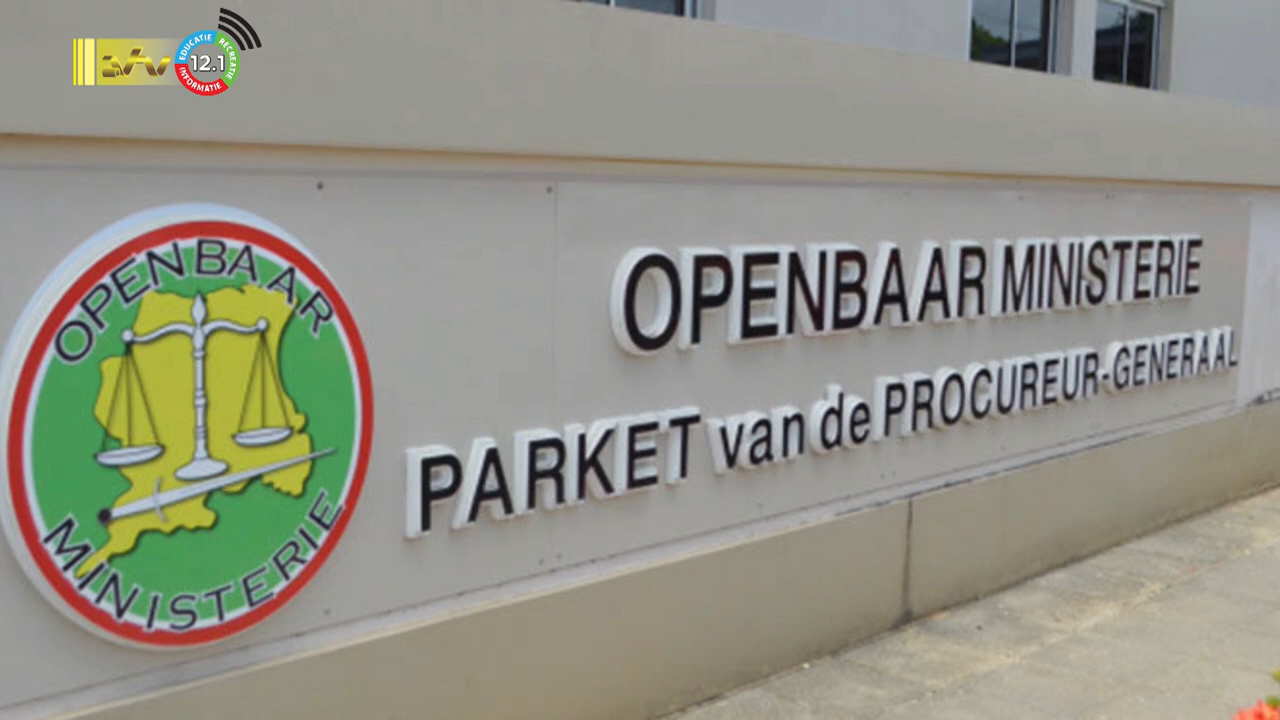 EDUCATIE
RECREATIE
12.1
INFORMATIE
OPENBAAR MINISTERIE
PARKET van de PROCUREUR-GENERAAL
OPENBAAR
MINISTERIE